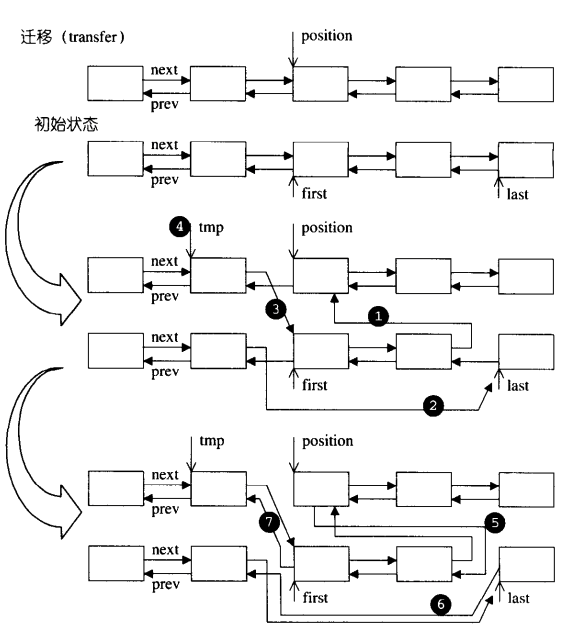 迁移（transfer）
position
next
prev
初始状态
next
prev
first
last
4 tmp
position
next
prev
3
1
next
prev
first
last
2
tmp
position
next
prev
7
5
next
prev
first
last
6